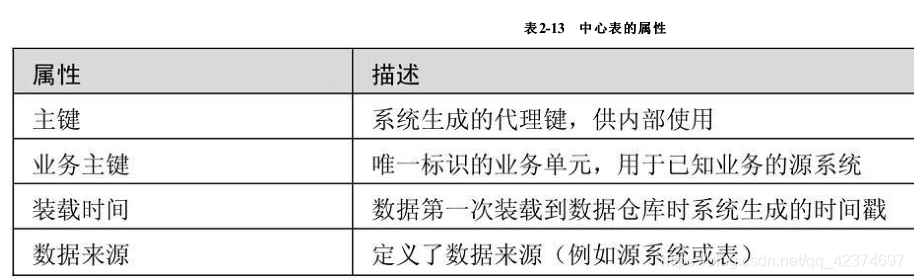 表2-13 中心表的属性
属性 描述
主键 系统生成的代理键，供内部使用
业务主键 唯一标识的业务单元，用于已知业务的源系统
装载时间 数据第一次装载到数据仓库时系统生成的时间戳
数据来源 定义了数据来源（例如源系统或表）
https://blog.csdn.net/qq_42374697